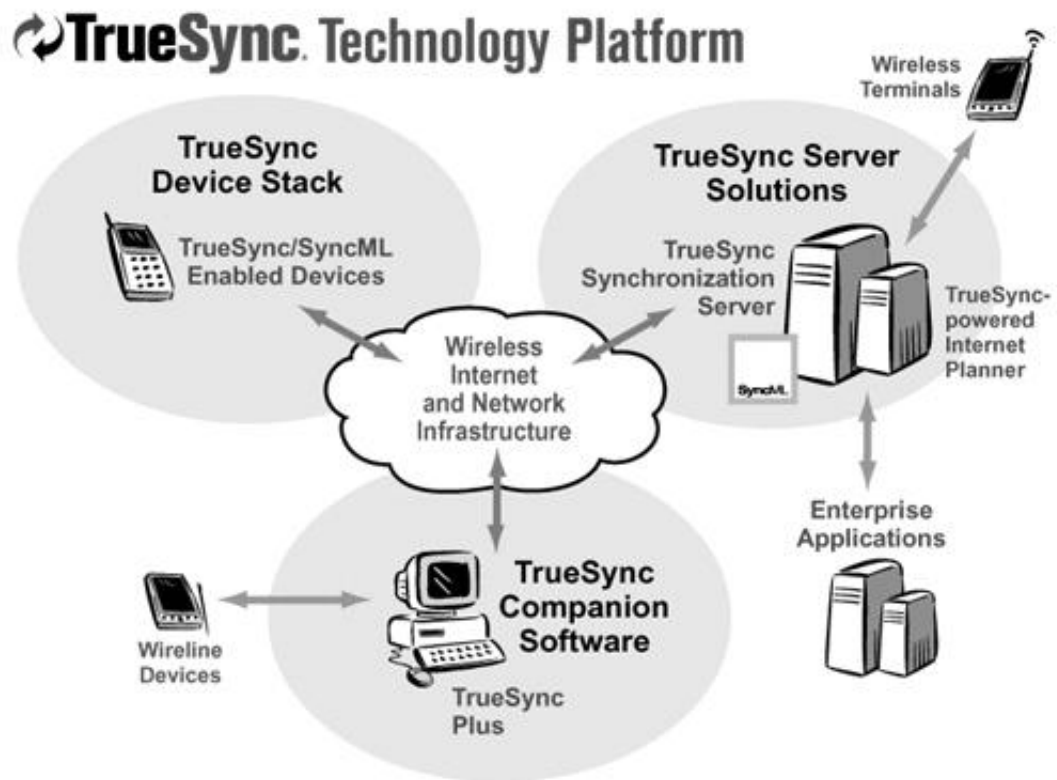 TrueSync. Technology Platform
Wireless
Terminals
TrueSync
Device Stack
TrueSync/SyncML
Enabled Devices
TrueSync Server
Solutions
TrueSync
Synchronization
Server
SyncML
TrueSync-
powered
Internet
Planner
Wireless
Internet
and Network
Infrastructure
Enterprise
Applications
TrueSync
Companion
Software
TrueSync
Plus
Wireline
Devices